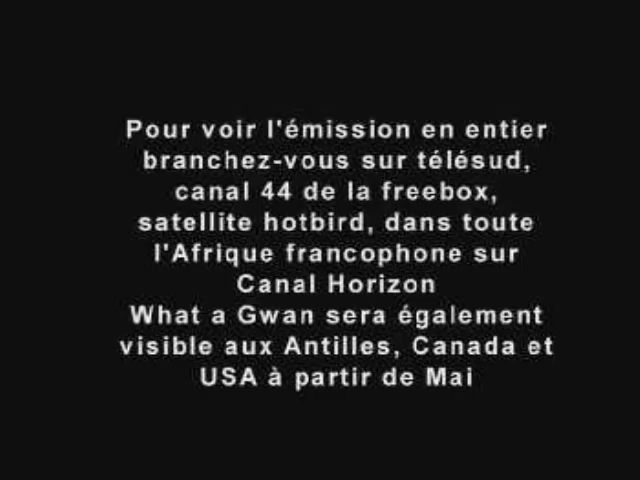 Pour voir l'émission en entier
branchez-vous sur télésud,
canal 44 de la freebox,
satellite hotbird, dans toute
l'Afrique francophone sur
Canal Horizon
What a Gwan sera également
visible aux Antilles, Canada et
USA à partir de Mai